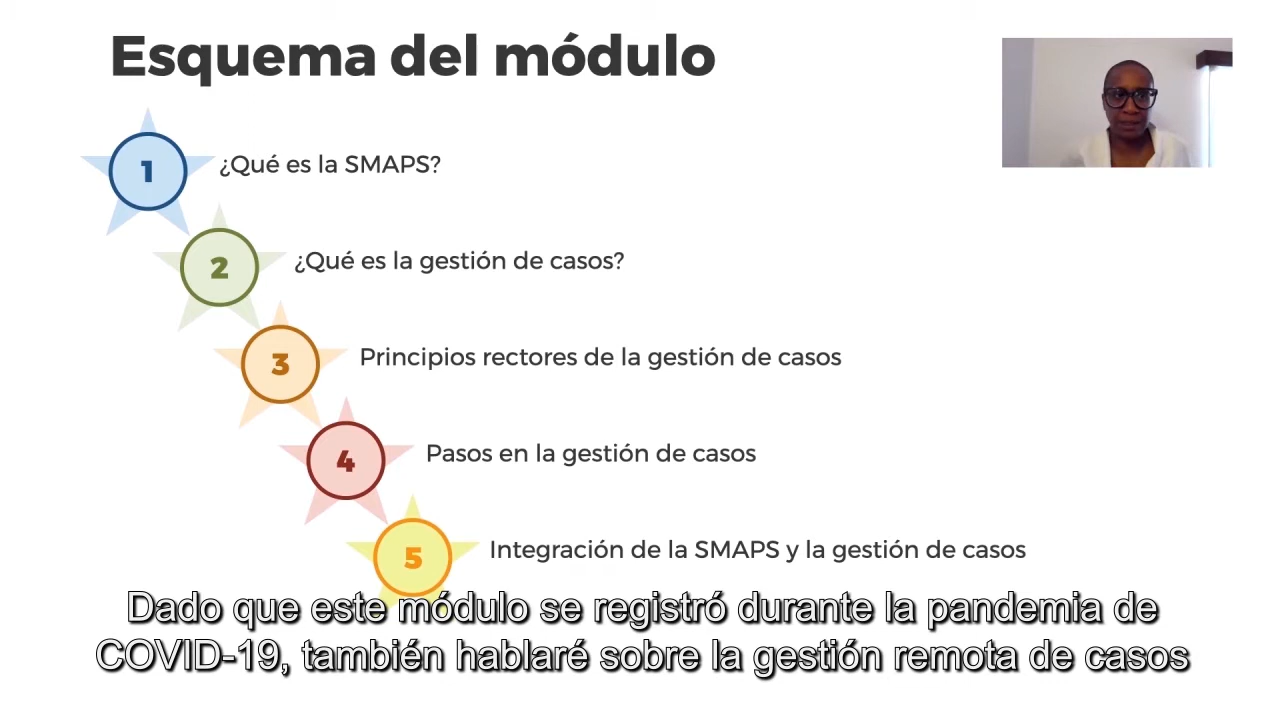 Esquema del módulo
1
¿Qué es la SMAPS?
2
¿Qué es la gestión de casos?
3
Principios rectores de la gestión de casos
4
Pasos en la gestión de casos
5
Integración de la SMAPS y la gestión de casos
Dado que este módulo se registró durante la pandemia de
COVID-19, también hablaré sobre la gestión remota de casos